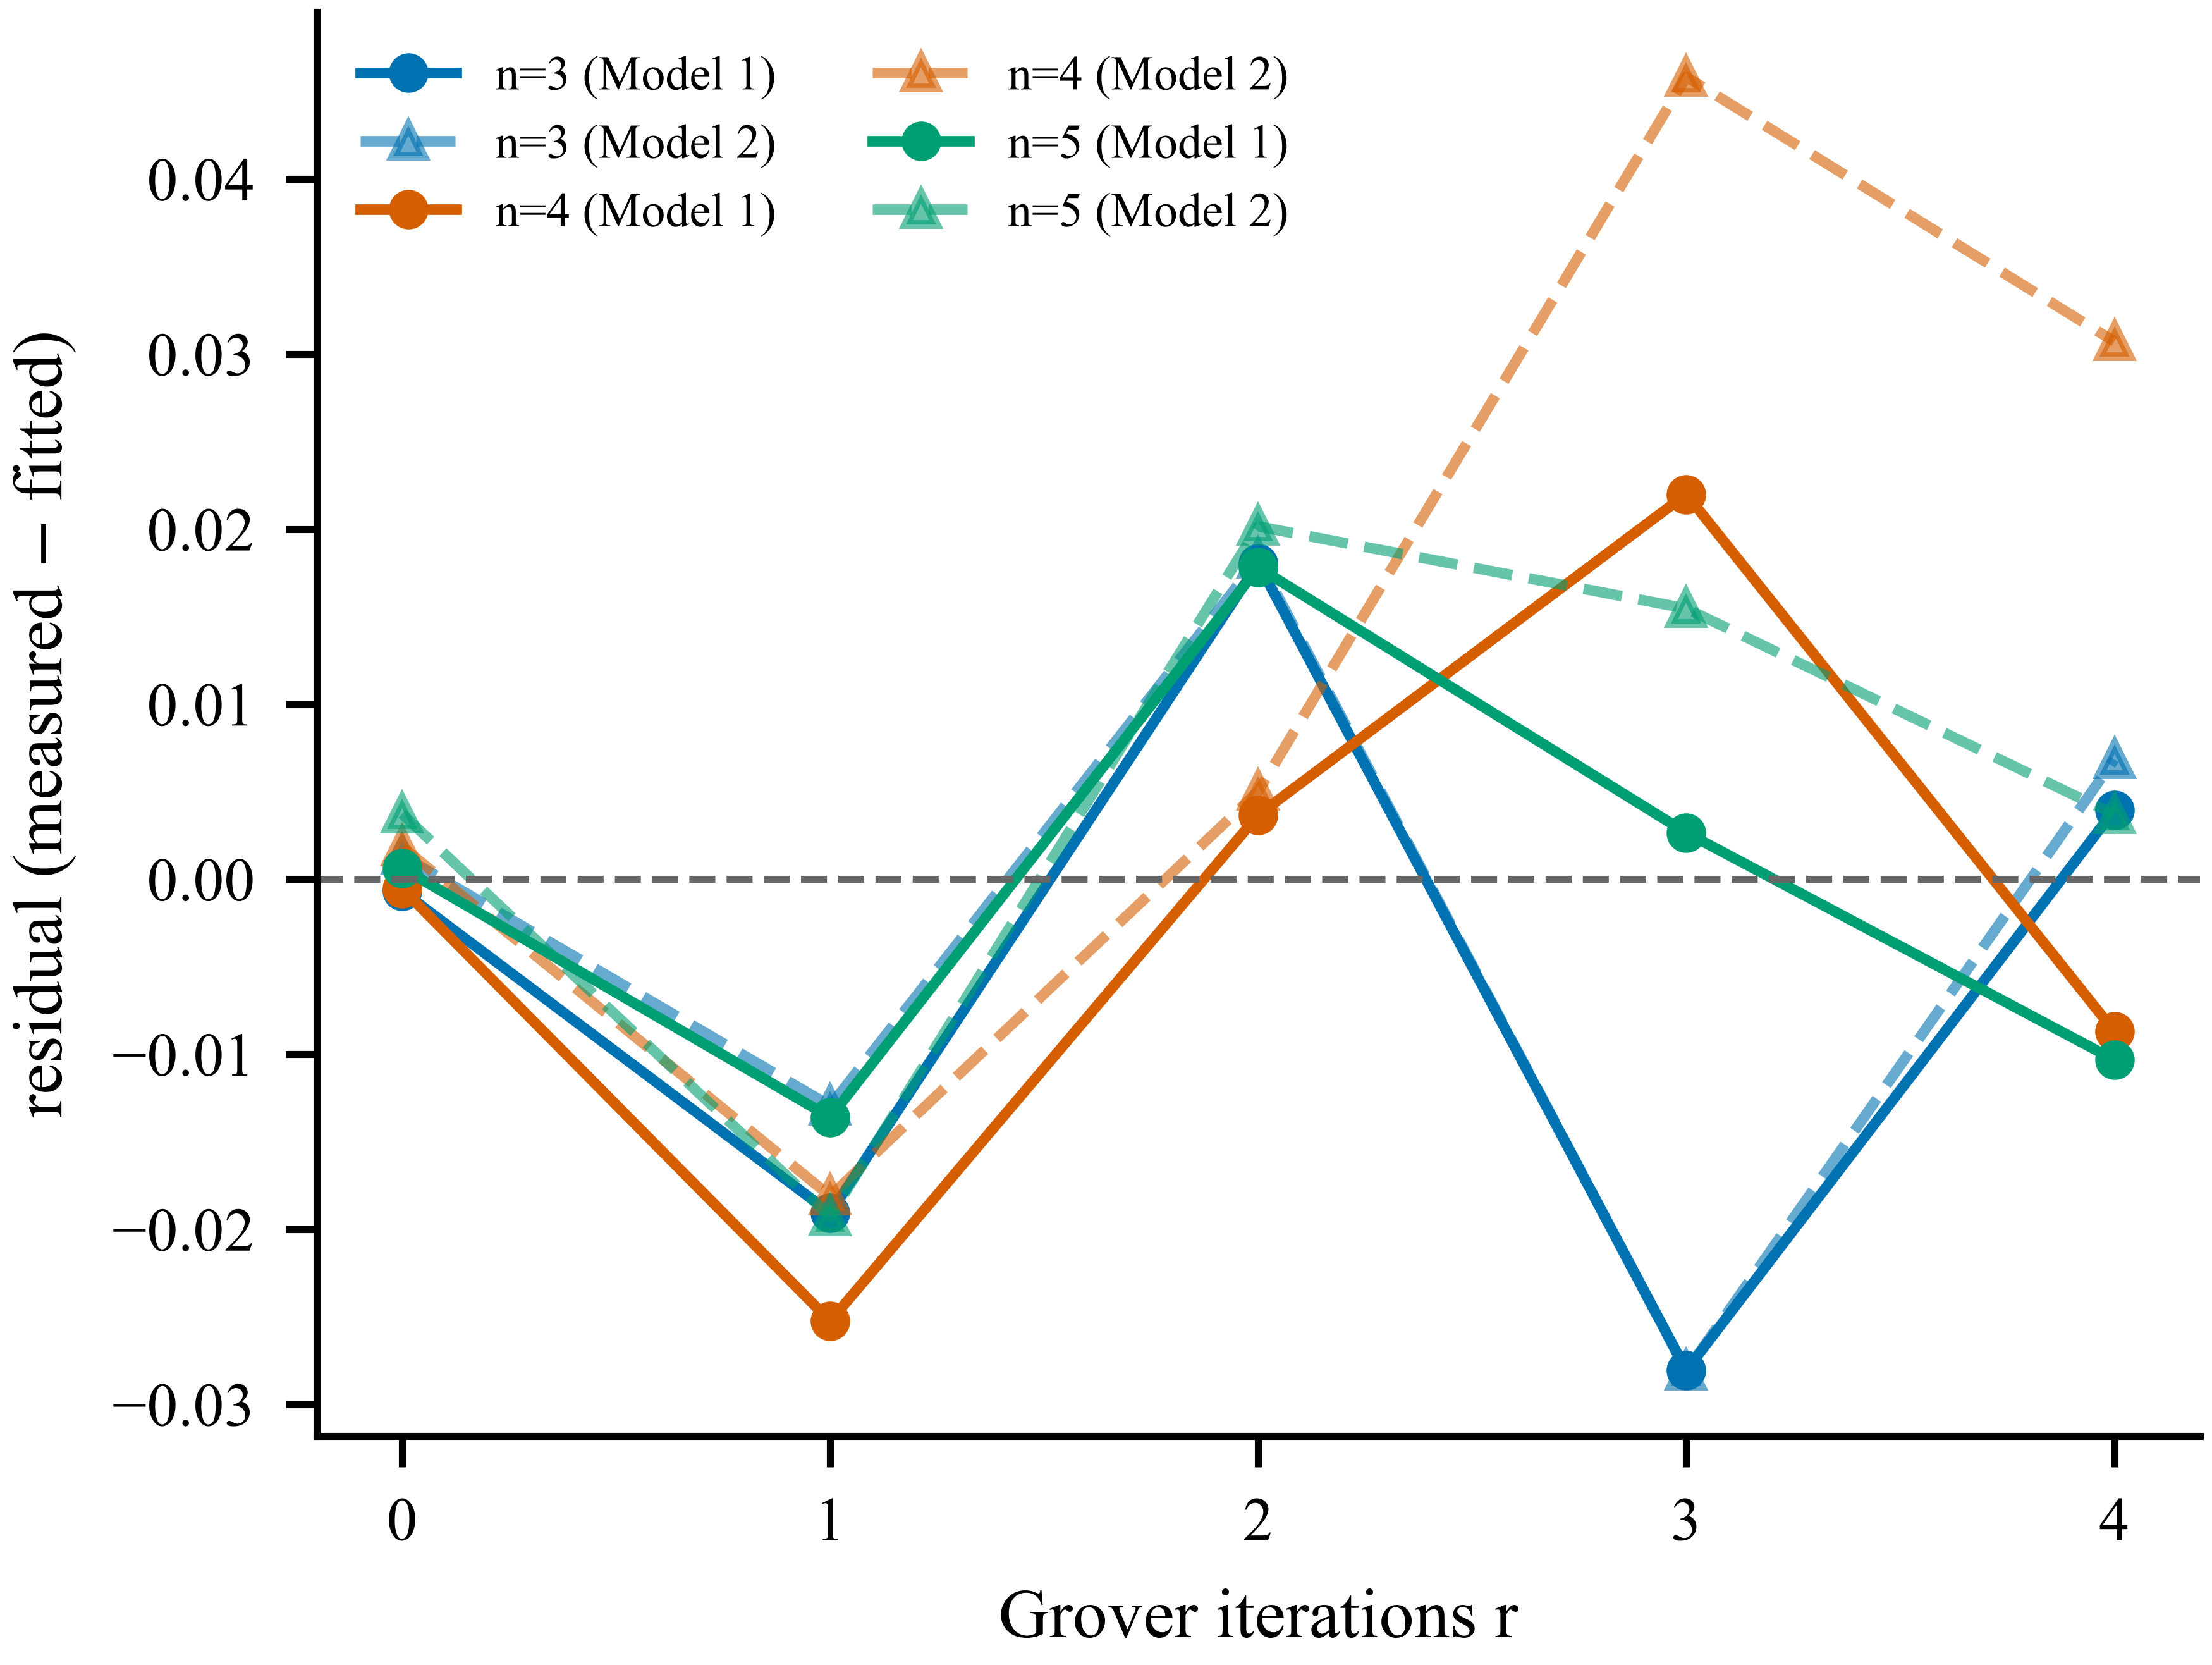 n=3 (Model 1)
n=3 (Model 2)
n=4 (Model 1)
n=4 (Model 2)
n=5 (Model 1)
n=5 (Model 2)
residual (measured − fitted)
0.04
0.03
0.02
0.01
0.00
−0.01
−0.02
−0.03
0 1 2 3 4
Grover iterations r